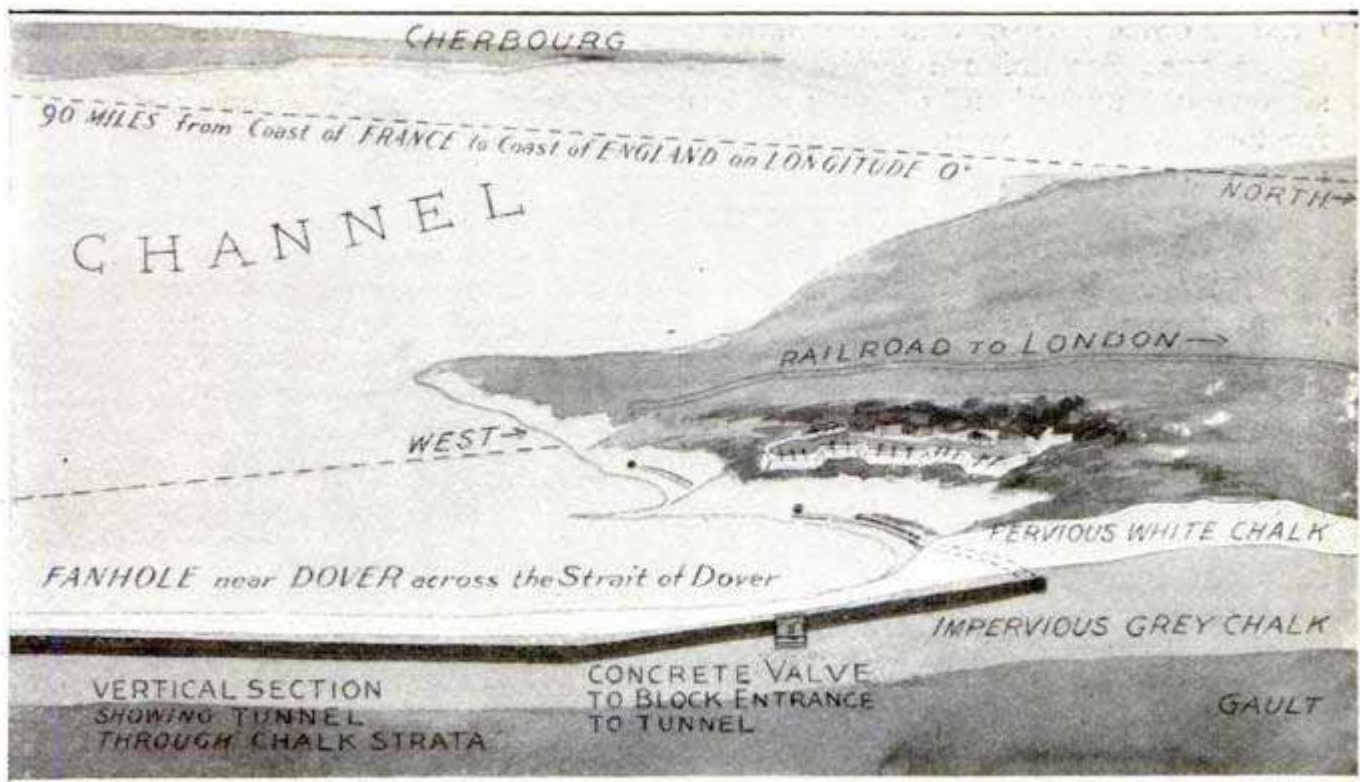 CHERBOURG
90 MILES from Coast of FRANCE to Coast of ENGLAND on LONGITUDE 0°
NORTH→
CHANNEL
RAILROAD TO LONDON→
WEST→
PERVIOUS WHITE CHALK
FANHOLE near DOVER across the Strait of Dover
IMPERVIOUS GREY CHALK
CONCRETE VALVE
TO BLOCK ENTRANCE
TO TUNNEL
VERTICAL SECTION
SHOWING TUNNEL
THROUGH CHALK STRATA
GAULT